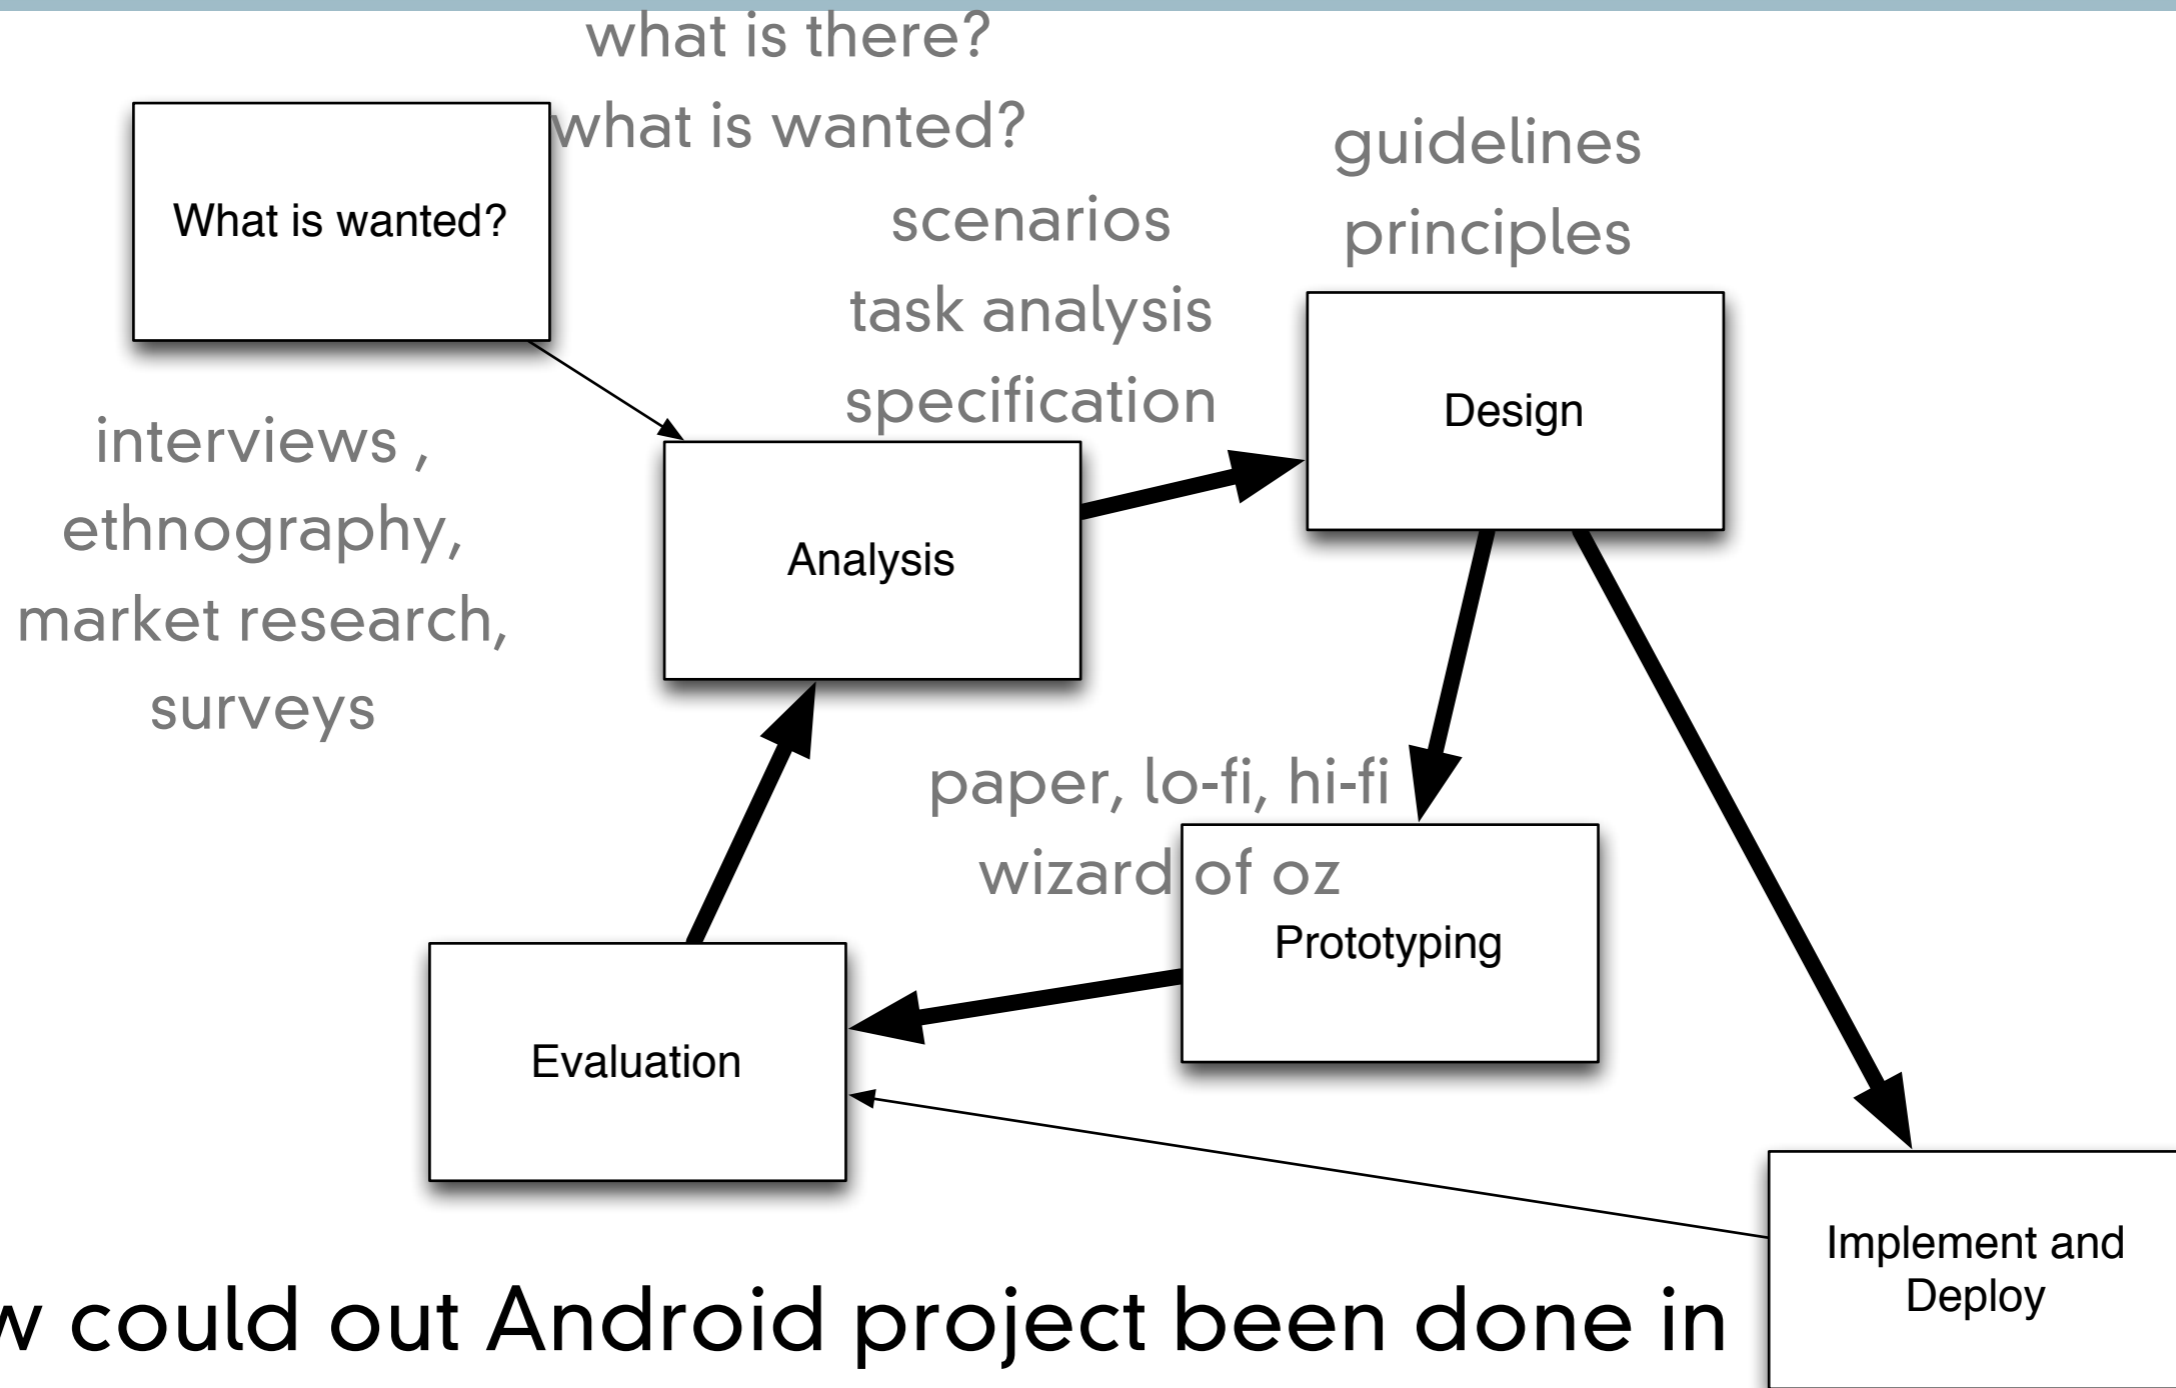 what is there?
what is wanted?
What is wanted?
guidelines
principles
scenarios
task analysis
specification
Design
interviews ,
ethnography,
market research,
surveys
Analysis
paper, lo-fi, hi-fi
wizard of oz
Prototyping
Evaluation
Implement and
Deploy
w could out Android project been done in